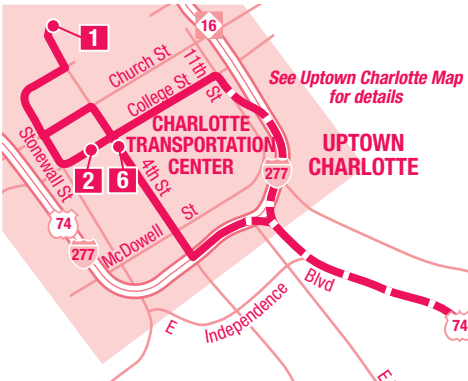 1
16
Church St
11th St
College St
See Uptown Charlotte Map
for details
CHARLOTTE
TRANSPORTATION
CENTER
UPTOWN
CHARLOTTE
Stonewall St
2
6
4th St
277
74
McDowell St
277
Blvd
Independence
E
74
E